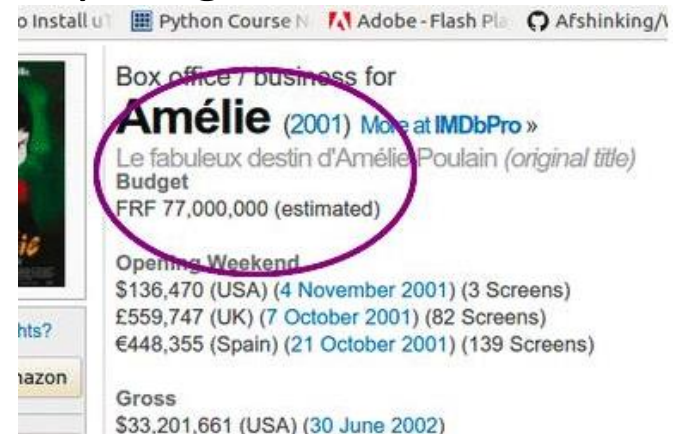 o Install u Python Course N Adobe - Flash Pla Afshinking/
Box office / business for
Amélie (2001) More at IMDbPro »
Le fabuleux destin d'Amélie Poulain (original title)
Budget
FRF 77,000,000 (estimated)
Opening Weekend
$136,470 (USA) (4 November 2001) (3 Screens)
£559,747 (UK) (7 October 2001) (82 Screens)
hts?
€448,355 (Spain) (21 October 2001) (139 Screens)
azon
Gross
$33,201,661 (USA) (30 June 2002)